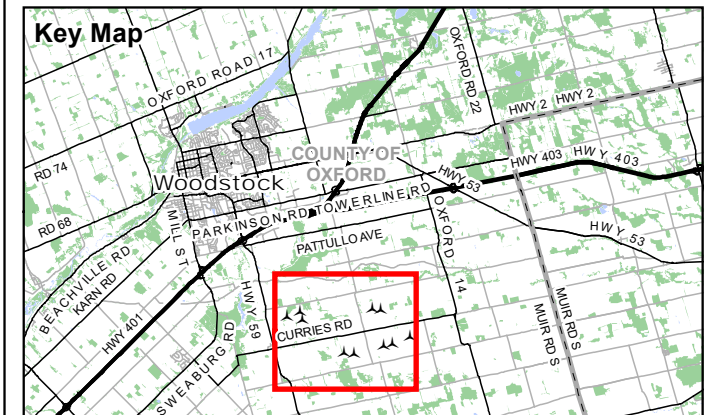 Key Map
OXFORD ROAD 17
OXFORD RD 22
HWY 2 HWY 2
COUNTY OF
OXFORD
HWY 403 HWY 403
RD 74
Woodstock
HWY 53
PARKINSON RD TOWERLINE RD
OXFORD 14
RD 68
MILL ST
PATTULLO AVE
HWY 53
BEACHVILLE RD
KARN RD
HWY 59
MUIR RD S
MUIR RD S
HWY 401
CURRIES RD
SWEABURG RD